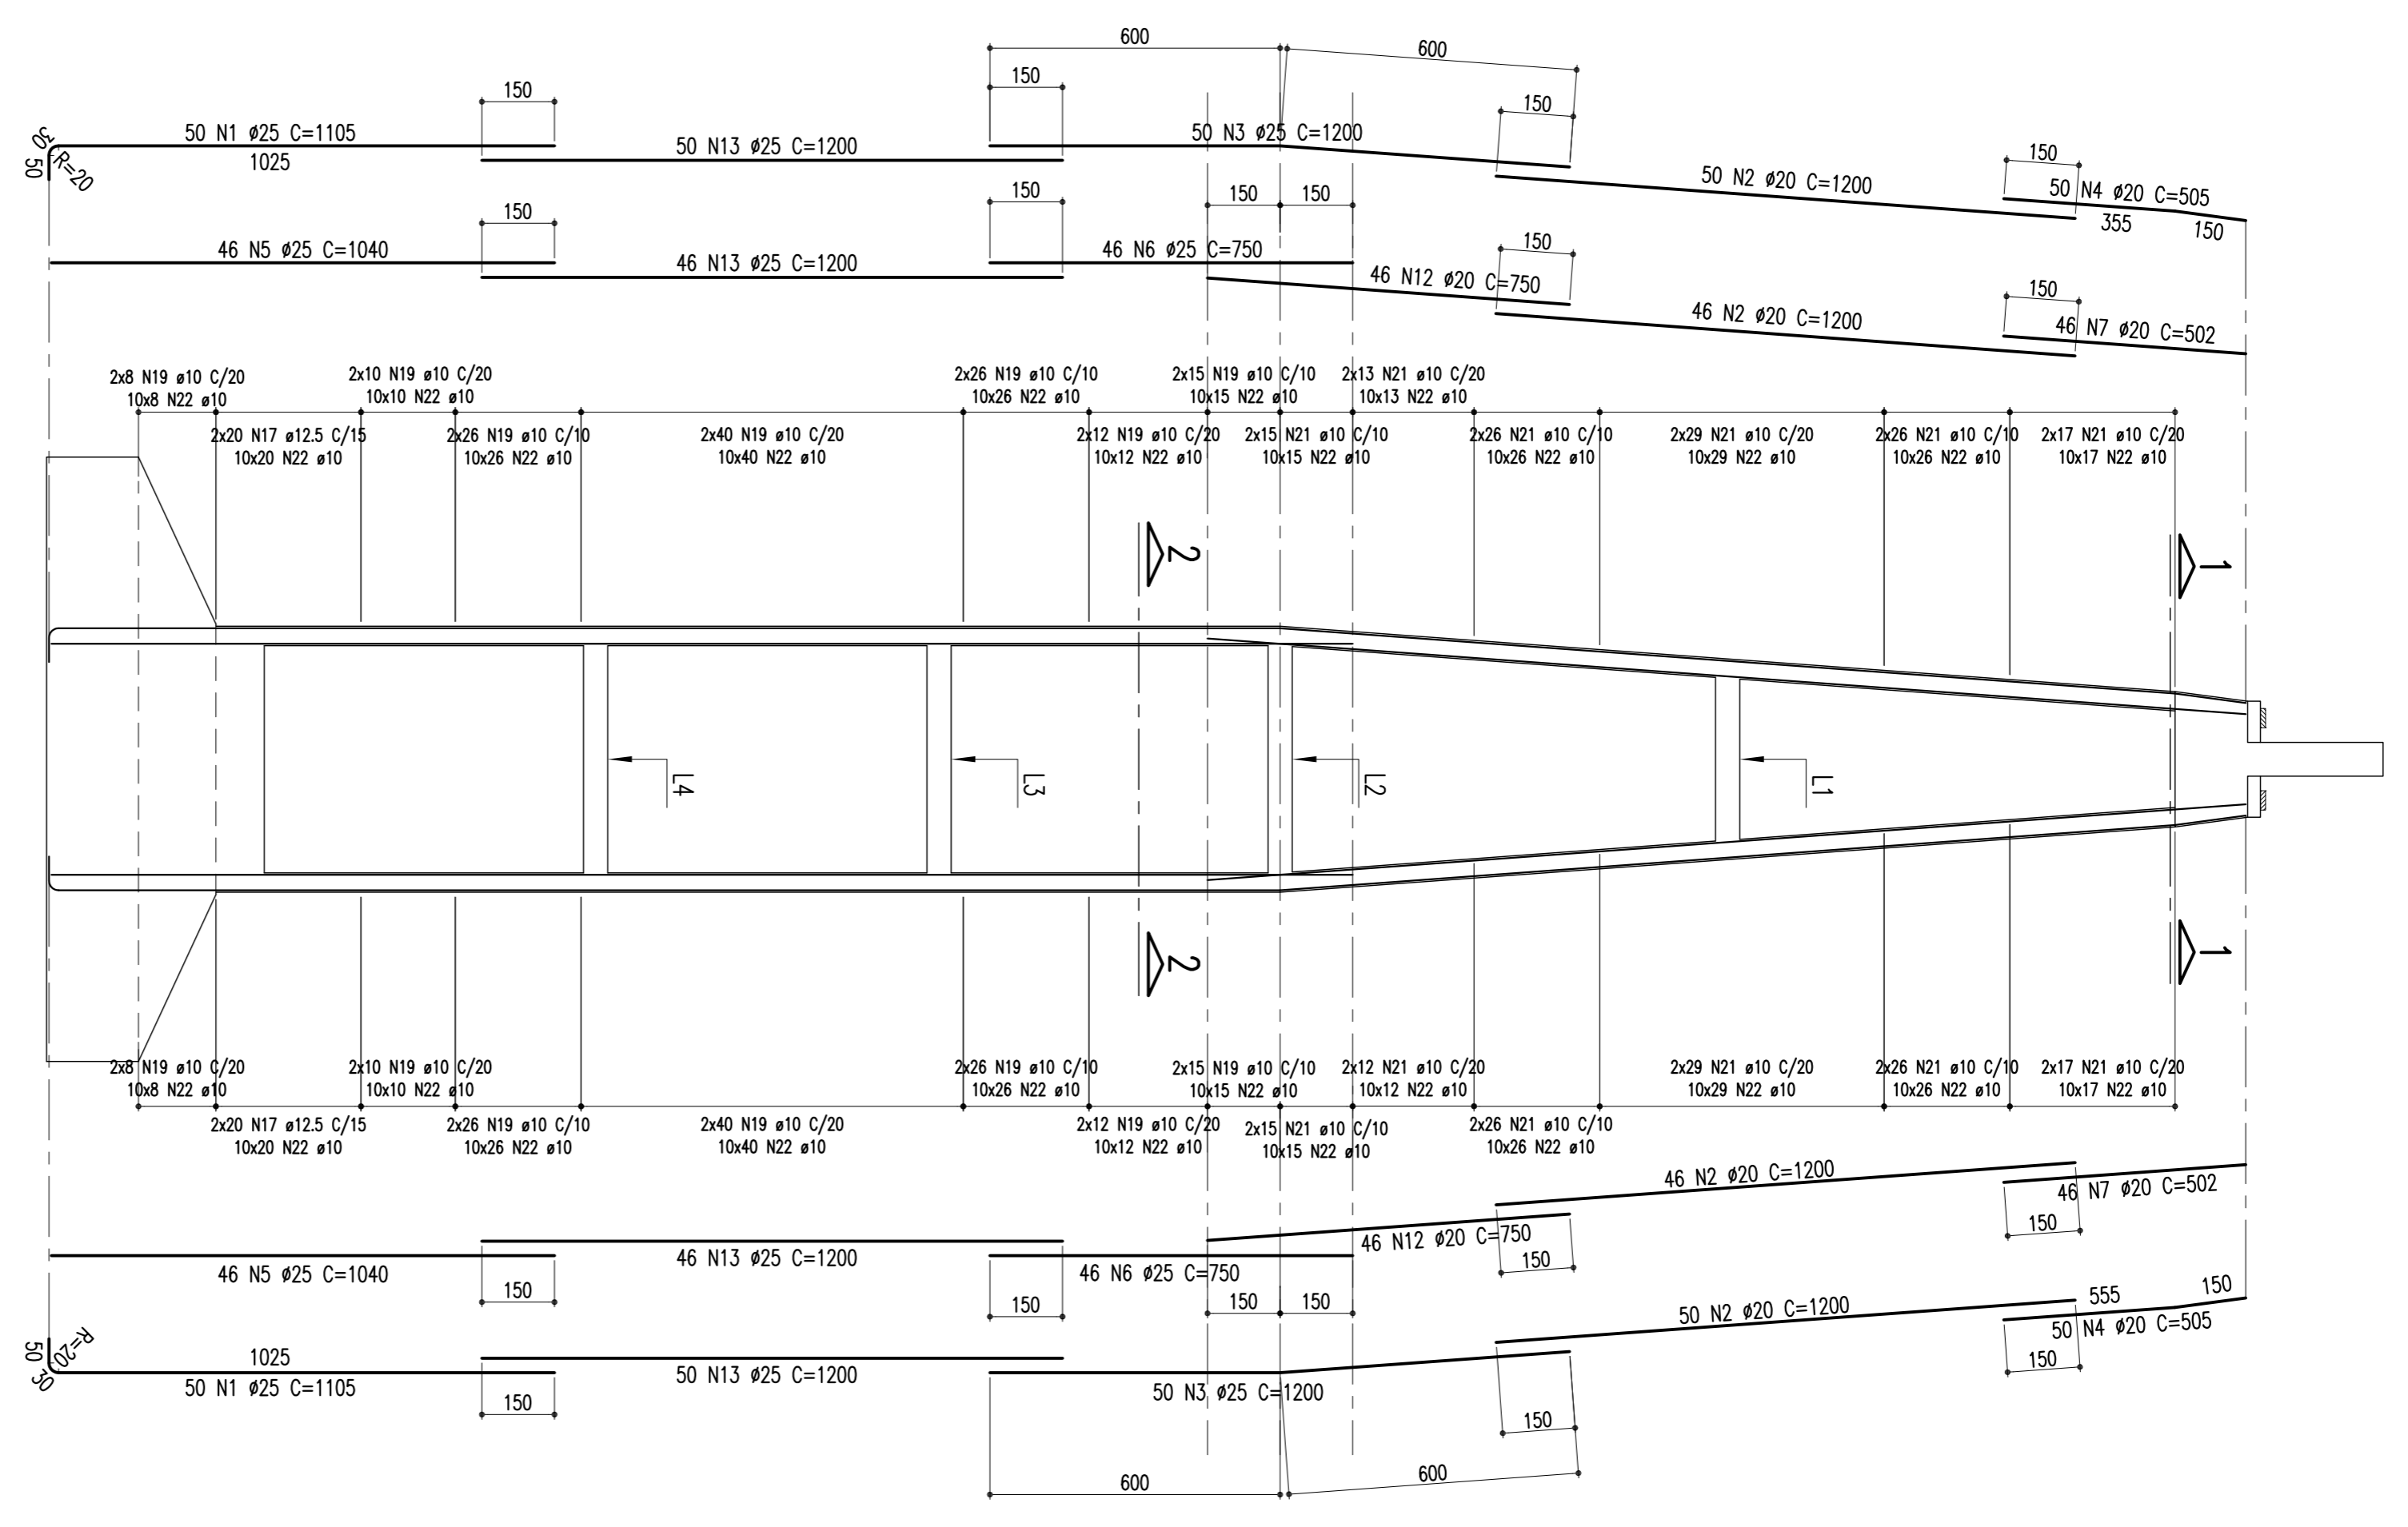 600
600
150
150
150
50 N1 ø25 C=1105
1025
30
50
R=20
50 N13 ø25 C=1200
50 N3 ø25 C=1200
50 N2 ø20 C=1200
150
50 N4 ø20 C=505
355
150
150
150
150
150
150
150
46 N5 ø25 C=1040
46 N13 ø25 C=1200
46 N6 ø25 C=750
46 N12 ø20 C=750
46 N2 ø20 C=1200
46 N7 ø20 C=502
2x8 N19 ø10 C/20
10x8 N22 ø10
2x10 N19 ø10 C/20
10x10 N22 ø10
2x26 N19 ø10 C/10
10x26 N22 ø10
2x15 N19 ø10 C/10
10x15 N22 ø10
2x13 N21 ø10 C/20
10x13 N22 ø10
2x20 N17 ø12.5 C/15
10x20 N22 ø10
2x26 N19 ø10 C/10
10x26 N22 ø10
2x40 N19 ø10 C/20
10x40 N22 ø10
2x12 N19 ø10 C/20
10x12 N22 ø10
2x15 N21 ø10 C/10
10x15 N22 ø10
2x26 N21 ø10 C/10
10x26 N22 ø10
2x29 N21 ø10 C/20
10x29 N22 ø10
2x26 N21 ø10 C/10
10x26 N22 ø10
2x17 N21 ø10 C/20
10x17 N22 ø10
2
1
L4
L3
L2
L1
2
1
2x8 N19 ø10 C/20
10x8 N22 ø10
2x10 N19 ø10 C/20
10x10 N22 ø10
2x26 N19 ø10 C/10
10x26 N22 ø10
2x15 N19 ø10 C/10
10x15 N22 ø10
2x12 N21 ø10 C/20
10x12 N22 ø10
2x29 N21 ø10 C/20
10x29 N22 ø10
2x26 N21 ø10 C/10
10x26 N22 ø10
2x17 N21 ø10 C/20
10x17 N22 ø10
2x20 N17 ø12.5 C/15
10x20 N22 ø10
2x26 N19 ø10 C/10
10x26 N22 ø10
2x40 N19 ø10 C/20
10x40 N22 ø10
2x12 N19 ø10 C/20
10x12 N22 ø10
2x15 N21 ø10 C/10
10x15 N22 ø10
2x26 N21 ø10 C/10
10x26 N22 ø10
46 N5 ø25 C=1040
46 N13 ø25 C=1200
46 N6 ø25 C=750
46 N12 ø20 C=750
46 N2 ø20 C=1200
46 N7 ø20 C=502
150
150
150
150
150
150
R=20
50
30
1025
50 N1 ø25 C=1105
50 N13 ø25 C=1200
50 N3 ø25 C=1200
50 N2 ø20 C=1200
555
150
50 N4 ø20 C=505
150
150
150
600
600